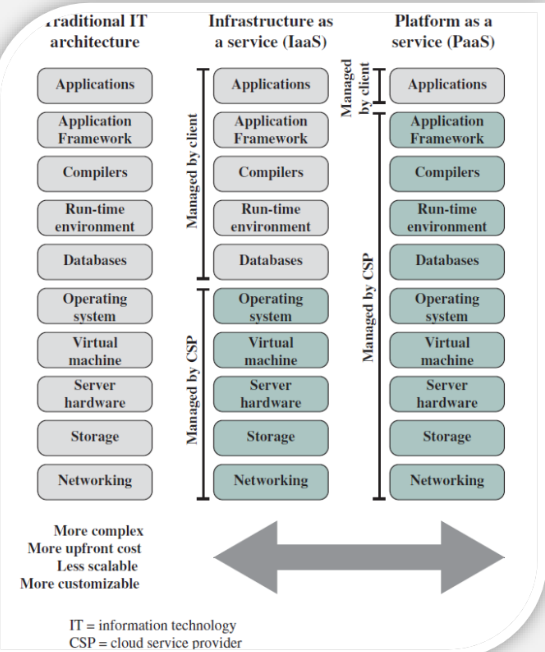 Traditional IT
architecture
Infrastructure as
a service (IaaS)
Platform as a
service (PaaS)
Applications
Application
Framework
Compilers
Run-time
environment
Databases
Operating
system
Virtual
machine
Server
hardware
Storage
Networking
Managed by client
Managed by CSP
Applications
Application
Framework
Compilers
Run-time
environment
Databases
Operating
system
Virtual
machine
Server
hardware
Storage
Networking
Managed
by client
Managed by CSP
Applications
Application
Framework
Compilers
Run-time
environment
Databases
Operating
system
Virtual
machine
Server
hardware
Storage
Networking
More complex
More upfront cost
Less scalable
More customizable
IT = information technology
CSP = cloud service provider